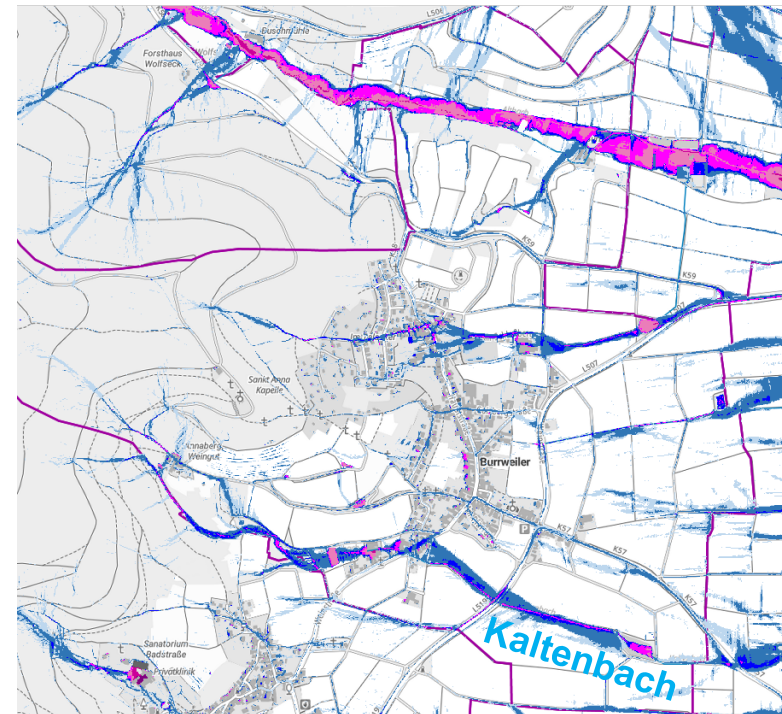 L506
Buschmühle
Forsthaus
Wolfseck
K59
K59
L507
Sankt Anna
Kapelle
Annaberg
Weingut
Burrweiler
P
K57
K57
K57
Kaltenbach
Sanatorium
Badstraße
Privatklinik